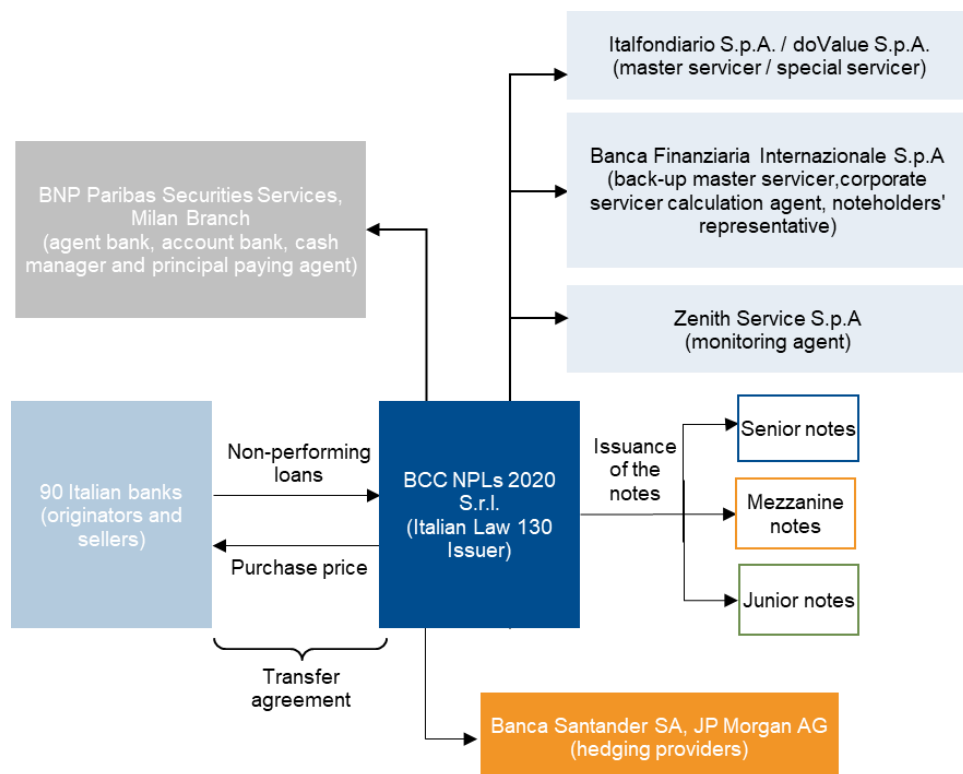 Italfondiario S.p.A. / doValue S.p.A.
(master servicer / special servicer)
Banca Finanziaria Internazionale S.p.A
(back-up master servicer,corporate
servicer calculation agent, noteholders'
representative)
BNP Paribas Securities Services,
Milan Branch
(agent bank, account bank, cash
manager and principal paying agent)
Zenith Service S.p.A
(monitoring agent)
90 Italian banks
(originators and
sellers)
Non-performing
loans
Purchase price
Transfer
agreement
BCC NPLs 2020
S.r.l.
(Italian Law 130
Issuer)
Issuance
of the
notes
Senior notes
Mezzanine
notes
Junior notes
Banca Santander SA, JP Morgan AG
(hedging providers)